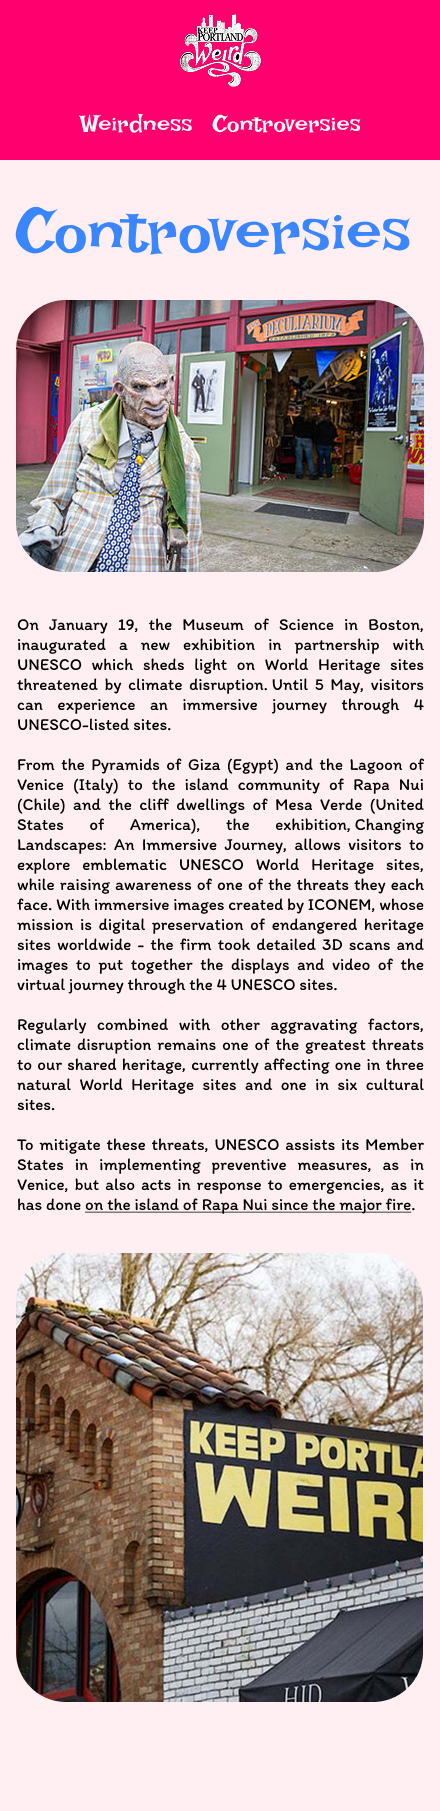 KEEP
PORTLAND
Weird
Weirdness Controversies
Controversies
THE
PECULIARIUM
On January 19, the Museum of Science in Boston,
inaugurated a new exhibition in partnership with
UNESCO which sheds light on World Heritage sites
threatened by climate disruption. Until 5 May, visitors
can experience an immersive journey through 4
UNESCO-listed sites.
From the Pyramids of Giza (Egypt) and the Lagoon of
Venice (Italy) to the island community of Rapa Nui
(Chile) and the cliff dwellings of Mesa Verde (United
States of America), the exhibition, Changing
Landscapes: An Immersive Journey, allows visitors to
explore emblematic UNESCO World Heritage sites,
while raising awareness of one of the threats they each
face. With immersive images created by ICONEM, whose
mission is digital preservation of endangered heritage
sites worldwide - the firm took detailed 3D scans and
images to put together the displays and video of the
virtual journey through the 4 UNESCO sites.
Regularly combined with other aggravating factors,
climate disruption remains one of the greatest threats
to our shared heritage, currently affecting one in three
natural World Heritage sites and one in six cultural
sites.
To mitigate these threats, UNESCO assists its Member
States in implementing preventive measures, as in
Venice, but also acts in response to emergencies, as it
has done on the island of Rapa Nui since the major fire.
KEEP PORTLA
WEIR
HID